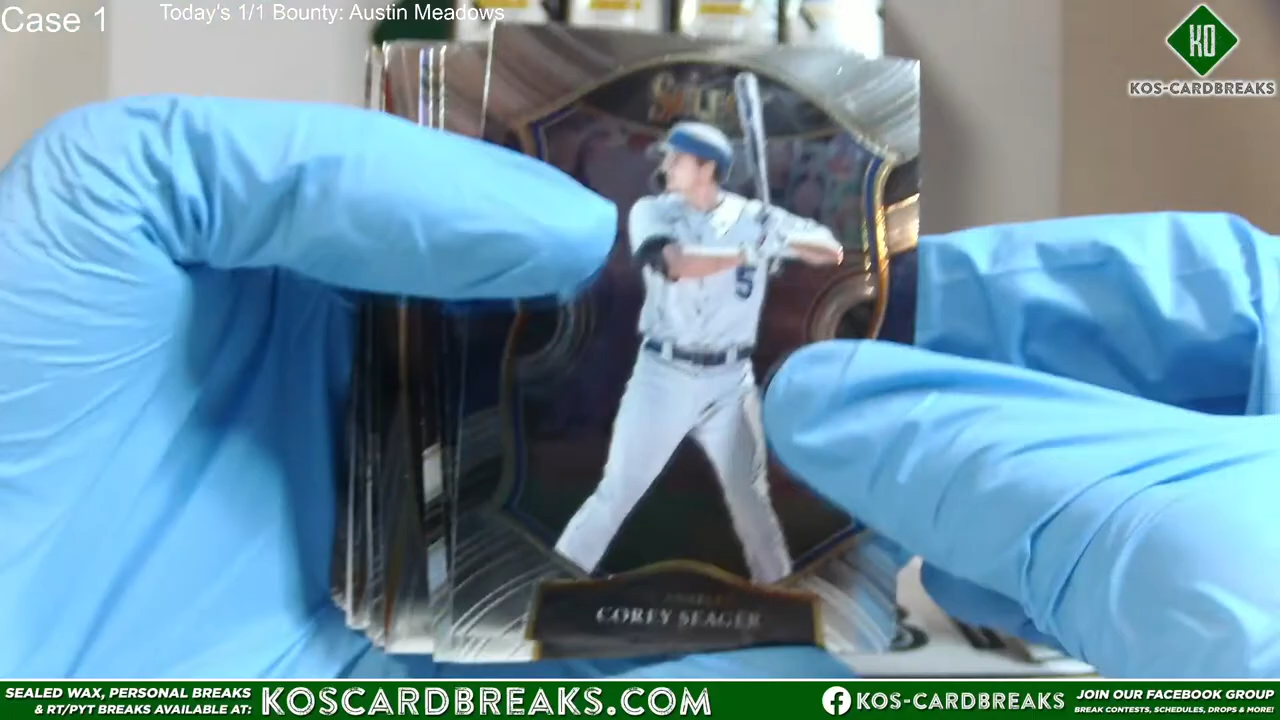 Case 1
Today's 1/1 Bounty: Austin Meadows
KO
KOS-CARDBREAKS
SELECT
5
COREY SEAGER
SEALED WAX, PERSONAL BREAKS
& RT/PYT BREAKS AVAILABLE AT:
KOSCARDBREAKS.COM
KOS-CARDBREAKS
JOIN OUR FACEBOOK GROUP
BREAK CONTESTS, SCHEDULES, DROPS & MORE!